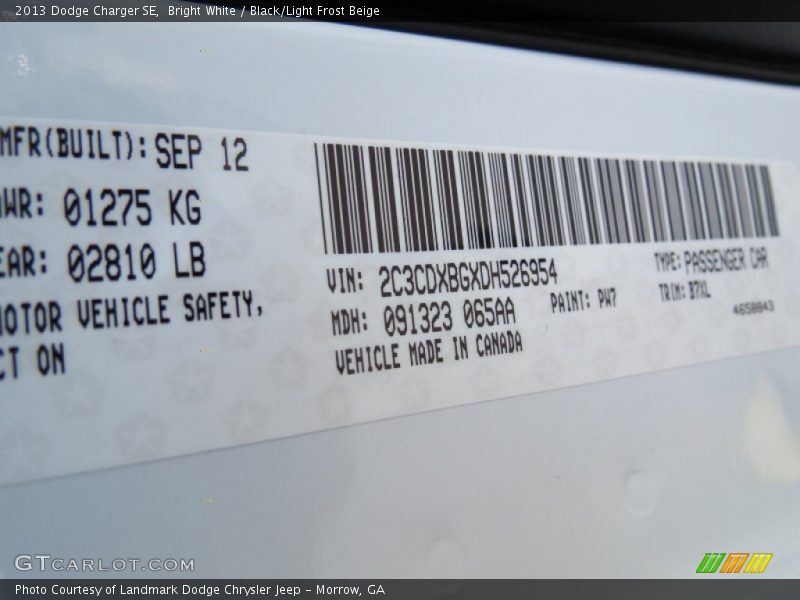 2013 Dodge Charger SE, Bright White / Black/Light Frost Beige
MFR(BUILT): SEP 12
WR: 01275 KG
EAR: 02810 LB
MOTOR VEHICLE SAFETY,
CT ON
VIN: 2C3CDXBGXDH526954
TYPE: PASSENGER CAR
MDH: 091323 065AA
PAINT: PW7
TRIM: B7XL
VEHICLE MADE IN CANADA
4658843
GTCARLOT.COM
Photo Courtesy of Landmark Dodge Chrysler Jeep – Morrow, GA